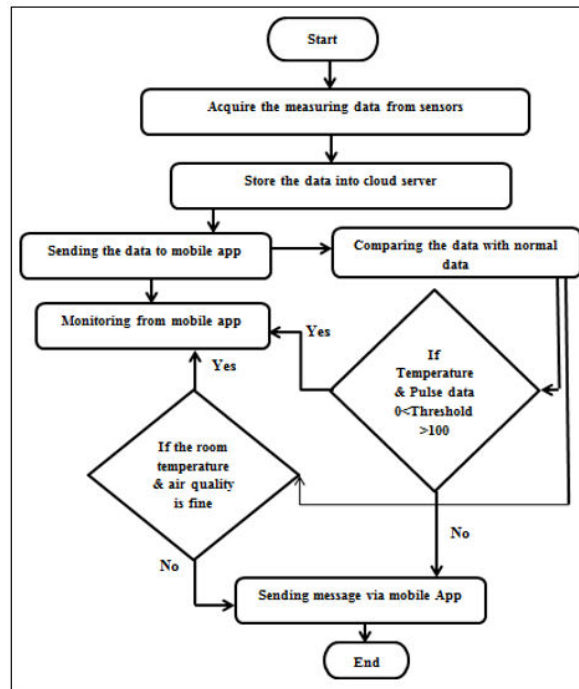 Start
Acquire the measuring data from sensors
Store the data into cloud server
Sending the data to mobile app
Comparing the data with normal
data
Monitoring from mobile app
Yes
If
Temperature
& Pulse data
0<Threshold
>100
Yes
If the room
temperature
& air quality
is fine
No
No
Sending message via mobile App
End